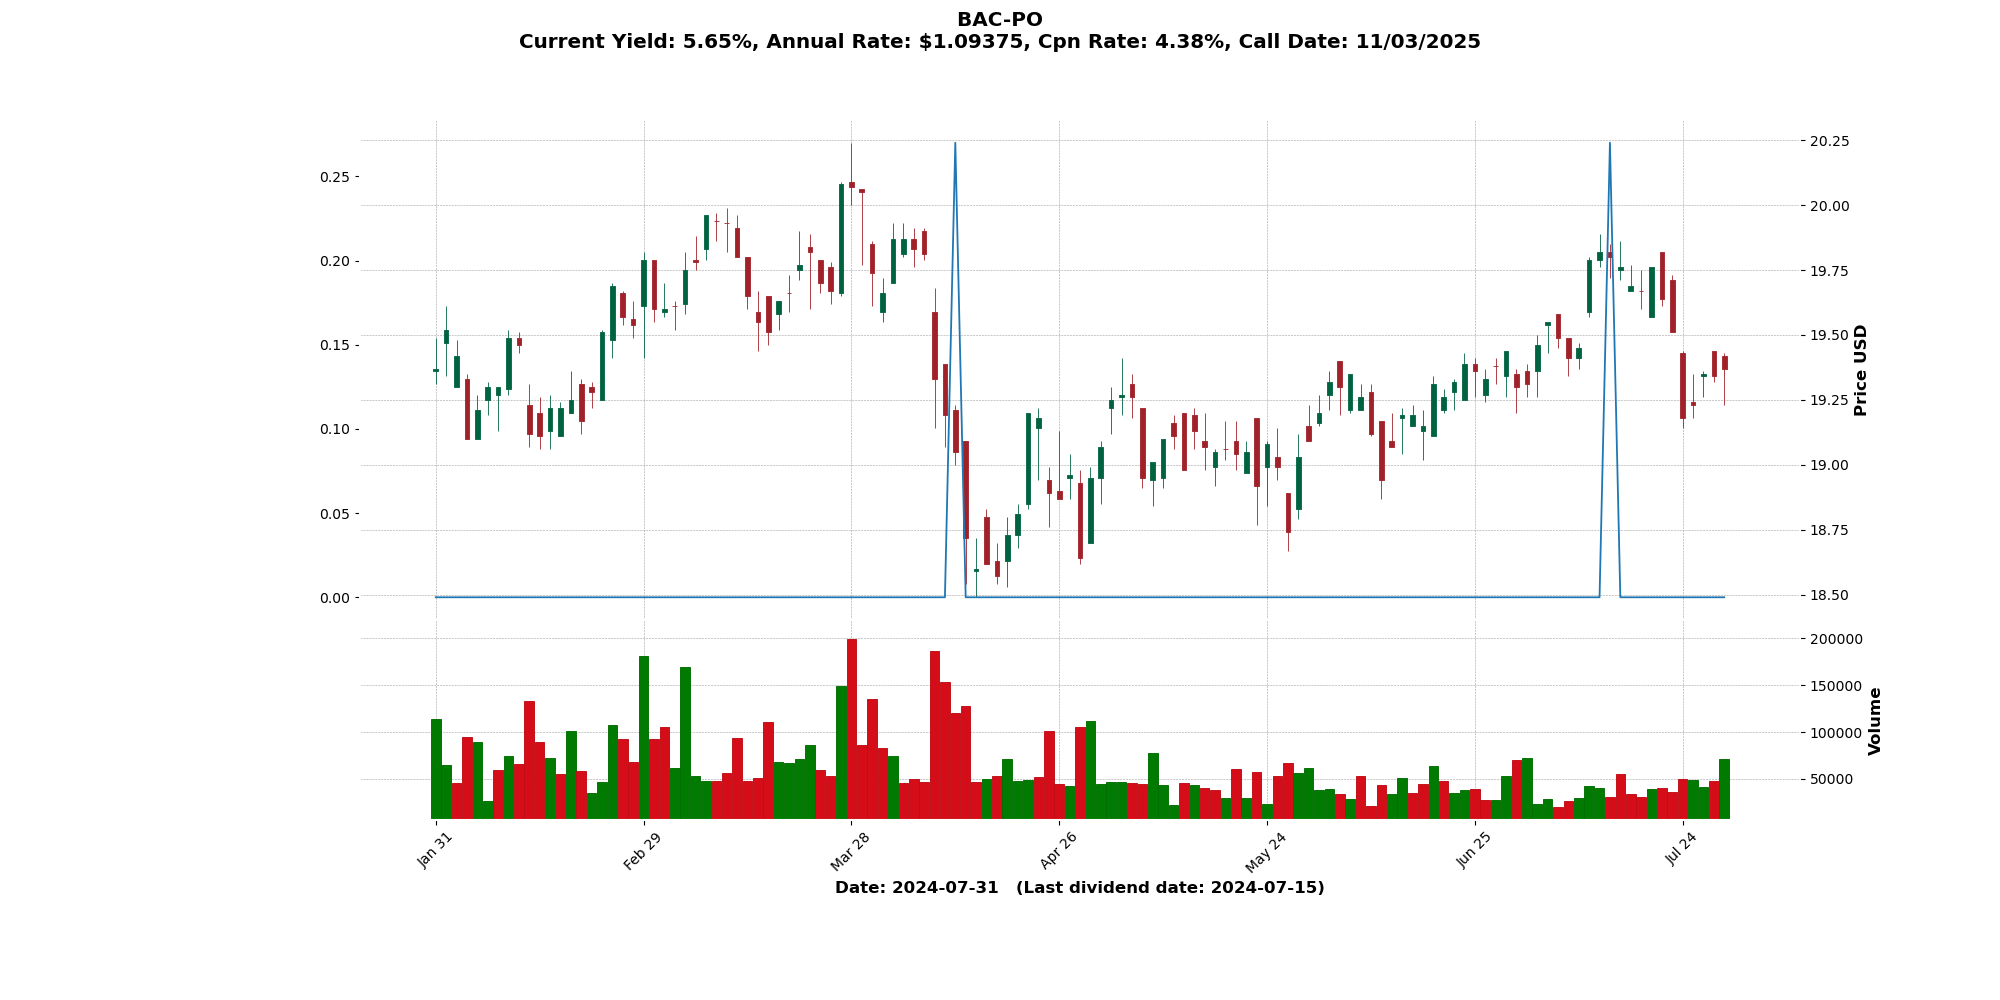 BAC-PO
Current Yield: 5.65%, Annual Rate: $1.09375, Cpn Rate: 4.38%, Call Date: 11/03/2025
0.25
0.20
0.15
0.10
0.05
0.00
20.25
20.00
19.75
19.50
19.25
19.00
18.75
18.50
Price USD
200000
150000
100000
50000
Volume
Jan 31
Feb 29
Mar 28
Apr 26
May 24
Jun 25
Jul 24
Date: 2024-07-31 (Last dividend date: 2024-07-15)